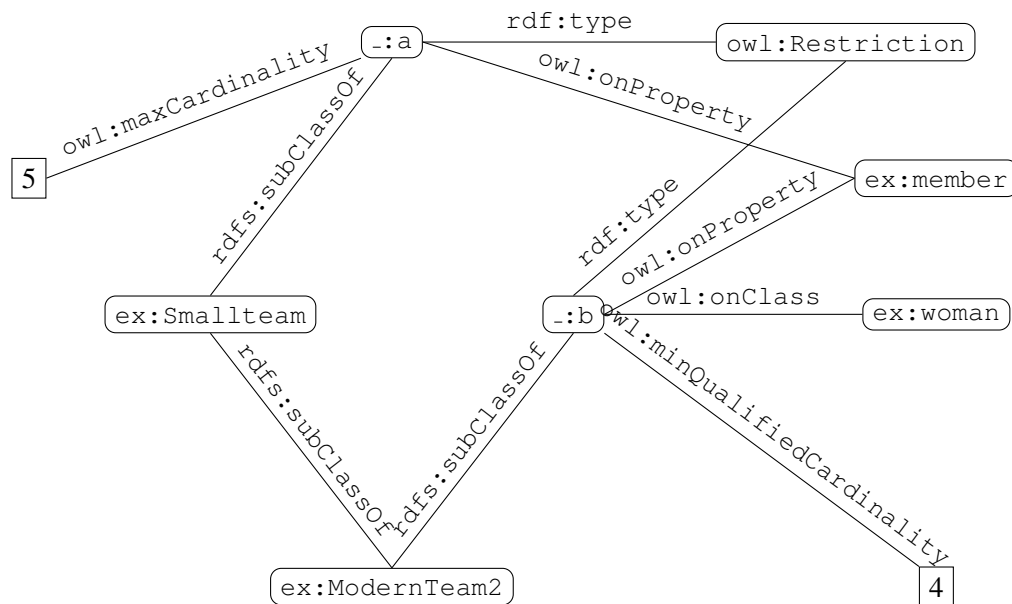 _:a
rdf:type
owl:Restriction
owl:maxCardinality
owl:onProperty
rdfs:subClassOf
5
ex:member
rdf:type
owl:onProperty
ex:Smallteam
_:b
owl:onClass
ex:woman
owl:minQualifiedCardinality
rdfs:subClassOf
rdfs:subClassOf
ex:ModernTeam2
4